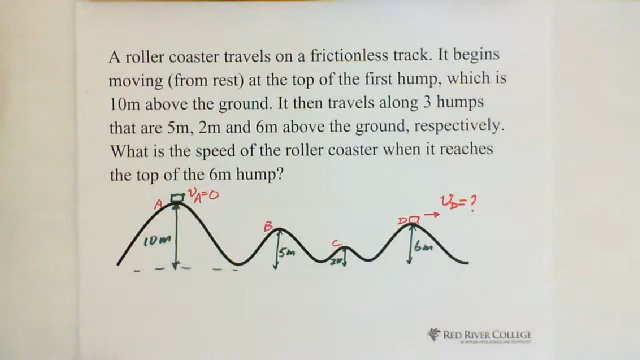 A roller coaster travels on a frictionless track. It begins
moving (from rest) at the top of the first hump, which is
10m above the ground. It then travels along 3 humps
that are 5m, 2m and 6m above the ground, respectively.
What is the speed of the roller coaster when it reaches
the top of the 6m hump?
A vA=0
B
C
D vD=?
10m
5m
2m
6m
RED RIVER COLLEGE